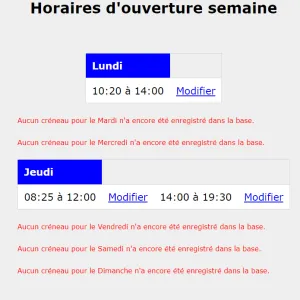 Horaires d'ouverture semaine
Lundi
10:20 à 14:00 Modifier
Aucun créneau pour le Mardi n'a encore été enregistré dans la base.
Aucun créneau pour le Mercredi n'a encore été enregistré dans la base.
Jeudi
08:25 à 12:00 Modifier 14:00 à 19:30 Modifier
Aucun créneau pour le Vendredi n'a encore été enregistré dans la base.
Aucun créneau pour le Samedi n'a encore été enregistré dans la base.
Aucun créneau pour le Dimanche n'a encore été enregistré dans la base.